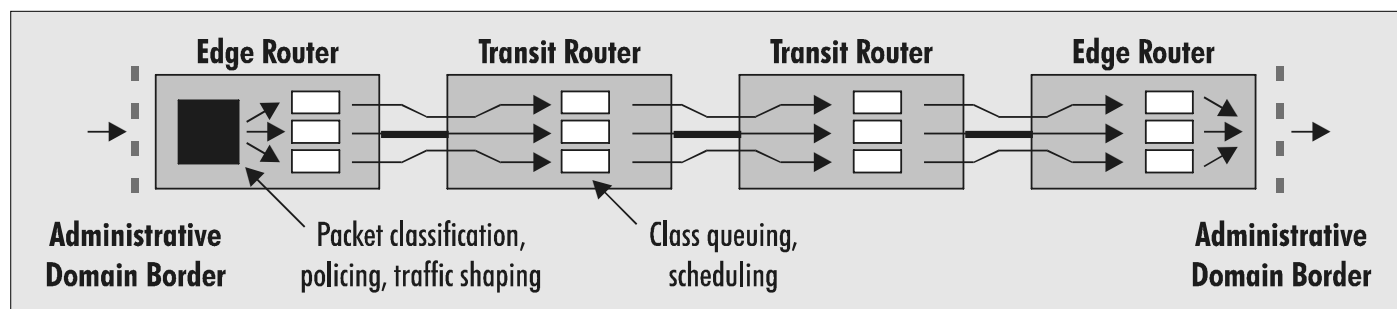 Edge Router
Transit Router
Transit Router
Edge Router
Administrative
Domain Border
Packet classification,
policing, traffic shaping
Class queuing,
scheduling
Administrative
Domain Border